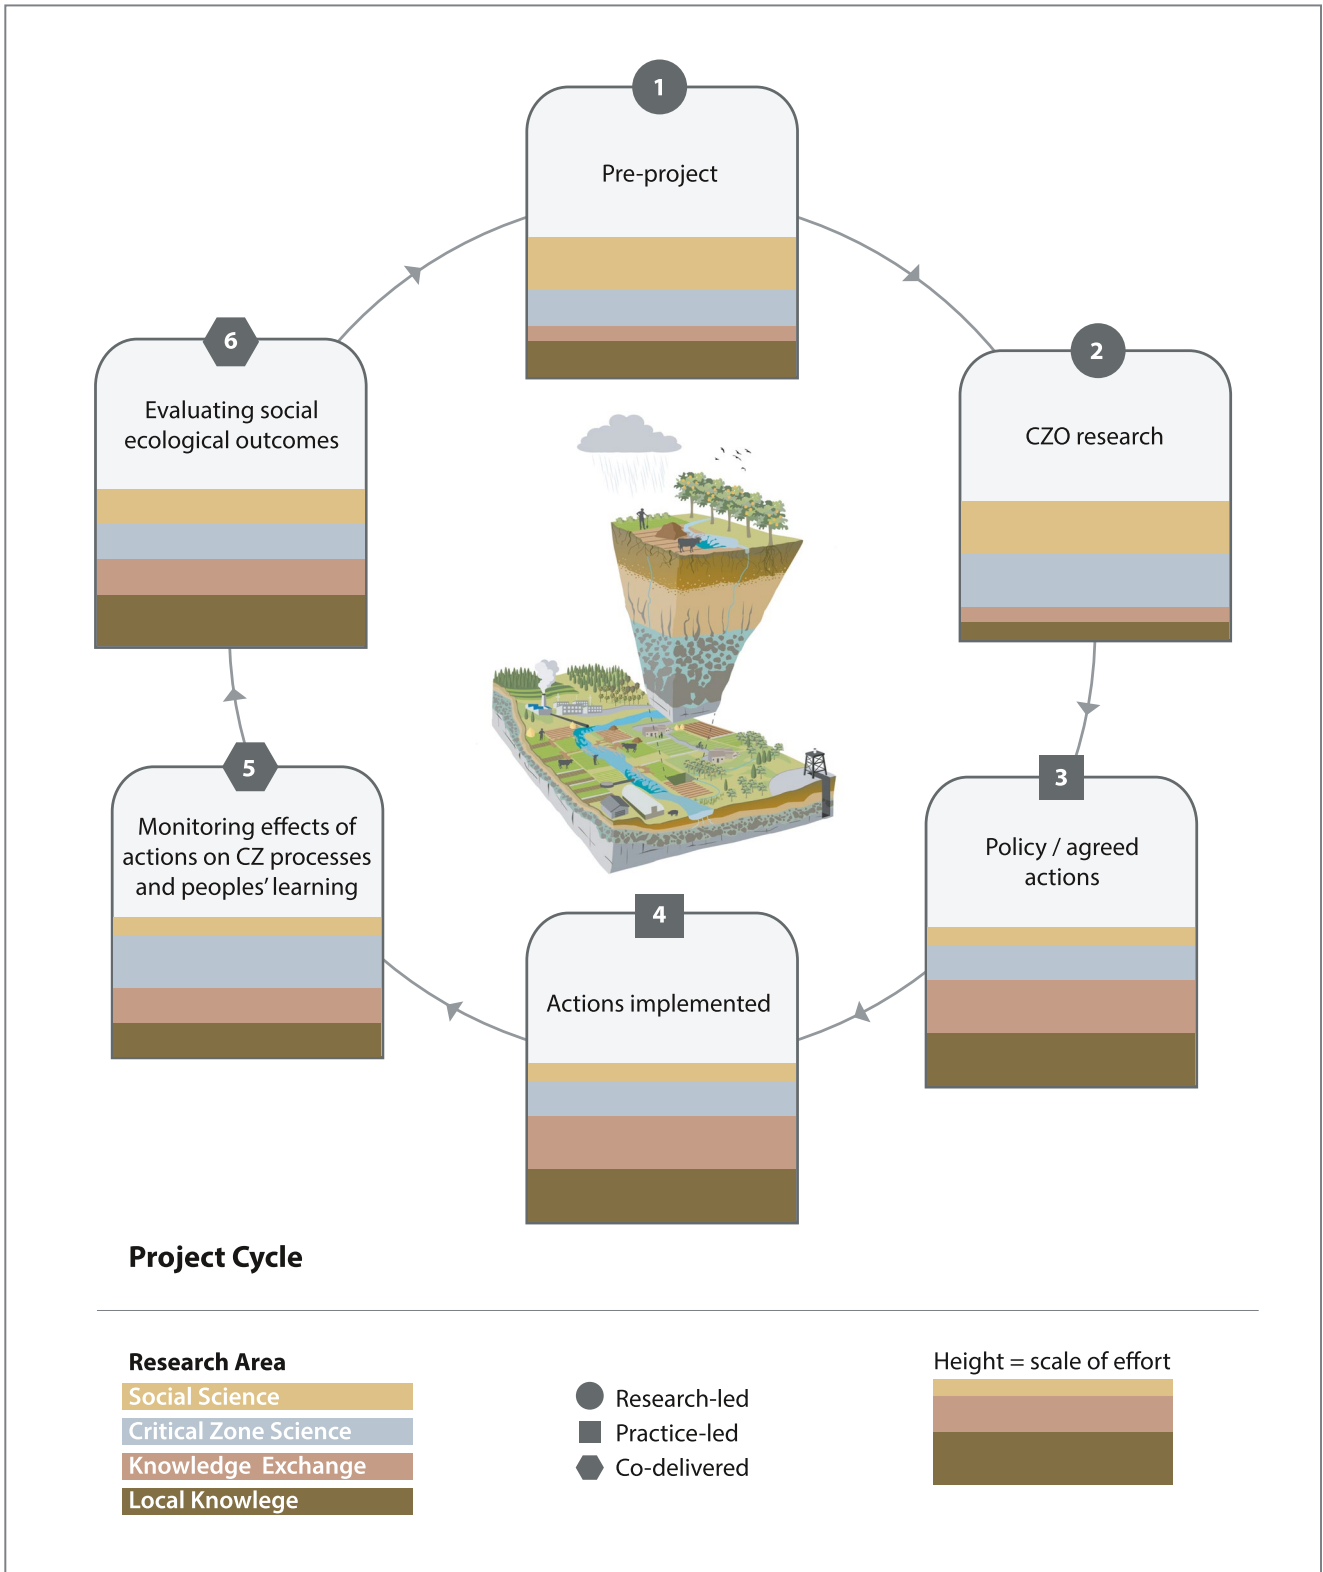 1
Pre-project
2
CZO research
3
Policy / agreed
actions
4
Actions implemented
5
Monitoring effects of
actions on CZ processes
and peoples’ learning
6
Evaluating social
ecological outcomes
Project Cycle
Research Area
Social Science
Critical Zone Science
Knowledge Exchange
Local Knowlege
Research-led
Practice-led
Co-delivered
Height = scale of effort